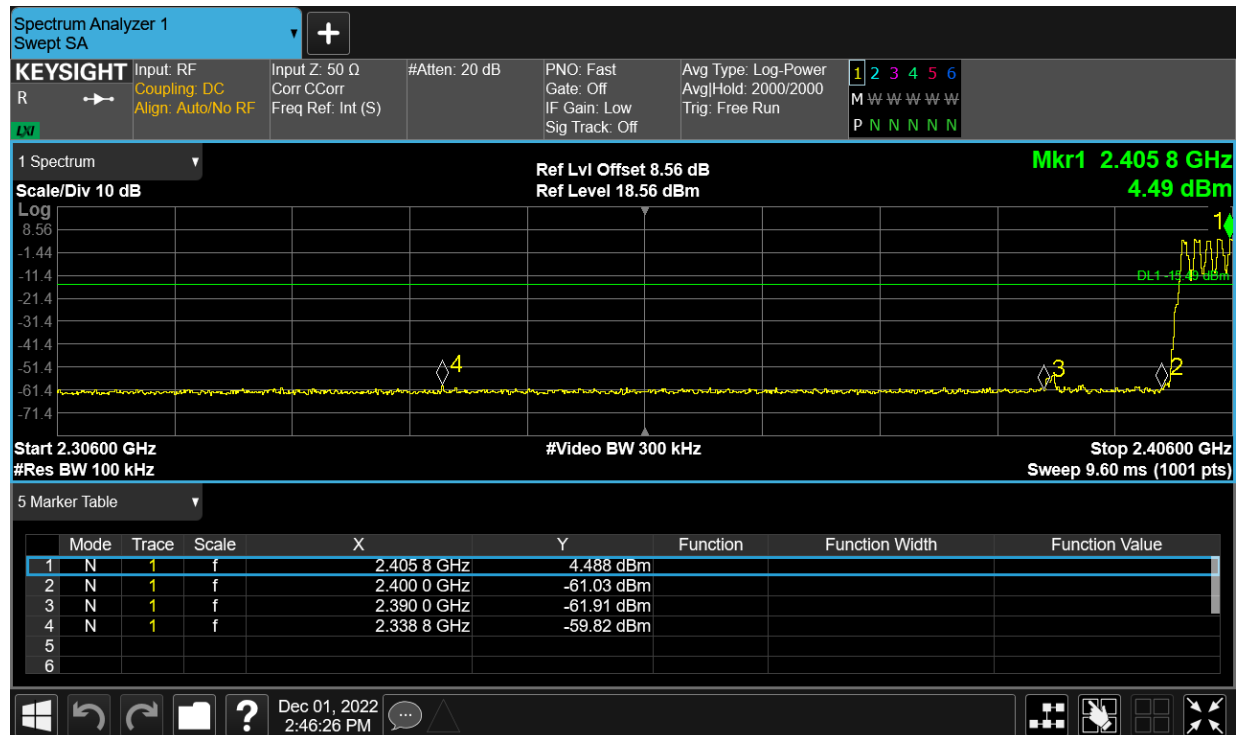 Spectrum Analyzer 1
Swept SA
+
KEYSIGHT Input: RF Input Z: 50 Ω #Atten: 20 dB PNO: Fast Avg Type: Log-Power 1 2 3 4 5 6
R Coupling: DC Corr CCorr Gate: Off Avg|Hold: 2000/2000 M W W W W W W
Align: Auto/No RF Freq Ref: Int (S) IF Gain: Low Trig: Free Run
LXI Sig Track: Off P N N N N N N
1 Spectrum Ref Lvl Offset 8.56 dB Mkr1 2.405 8 GHz
Scale/Div 10 dB Ref Level 18.56 dBm 4.49 dBm
Log
1
8.56
-1.44
-11.4
DL1 -15.49 dBm
-21.4
-31.4
-41.4
-51.4
4
3
2
-61.4
-71.4
Start 2.30600 GHz #Video BW 300 kHz Stop 2.40600 GHz
#Res BW 100 kHz Sweep 9.60 ms (1001 pts)
5 Marker Table
Mode Trace Scale X Y Function Function Width Function Value
1 N 1 f 2.405 8 GHz 4.488 dBm
2 N 1 f 2.400 0 GHz -61.03 dBm
3 N 1 f 2.390 0 GHz -61.91 dBm
4 N 1 f 2.338 8 GHz -59.82 dBm
5
6
? Dec 01, 2022
2:46:26 PM